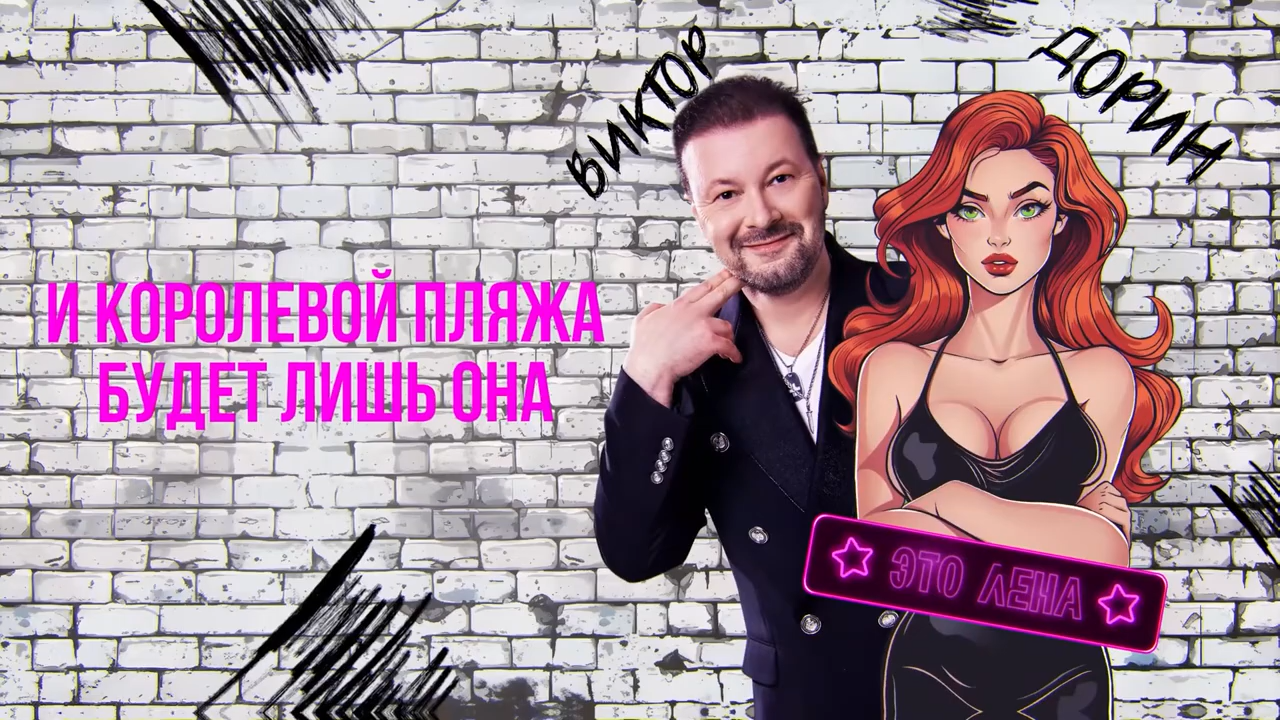 ВИКТОР ДОРИН
И КОРОЛЕВОЙ ПЛЯЖА
БУДЕТ ЛИШЬ ОНА
ЭТО ЛЕНА